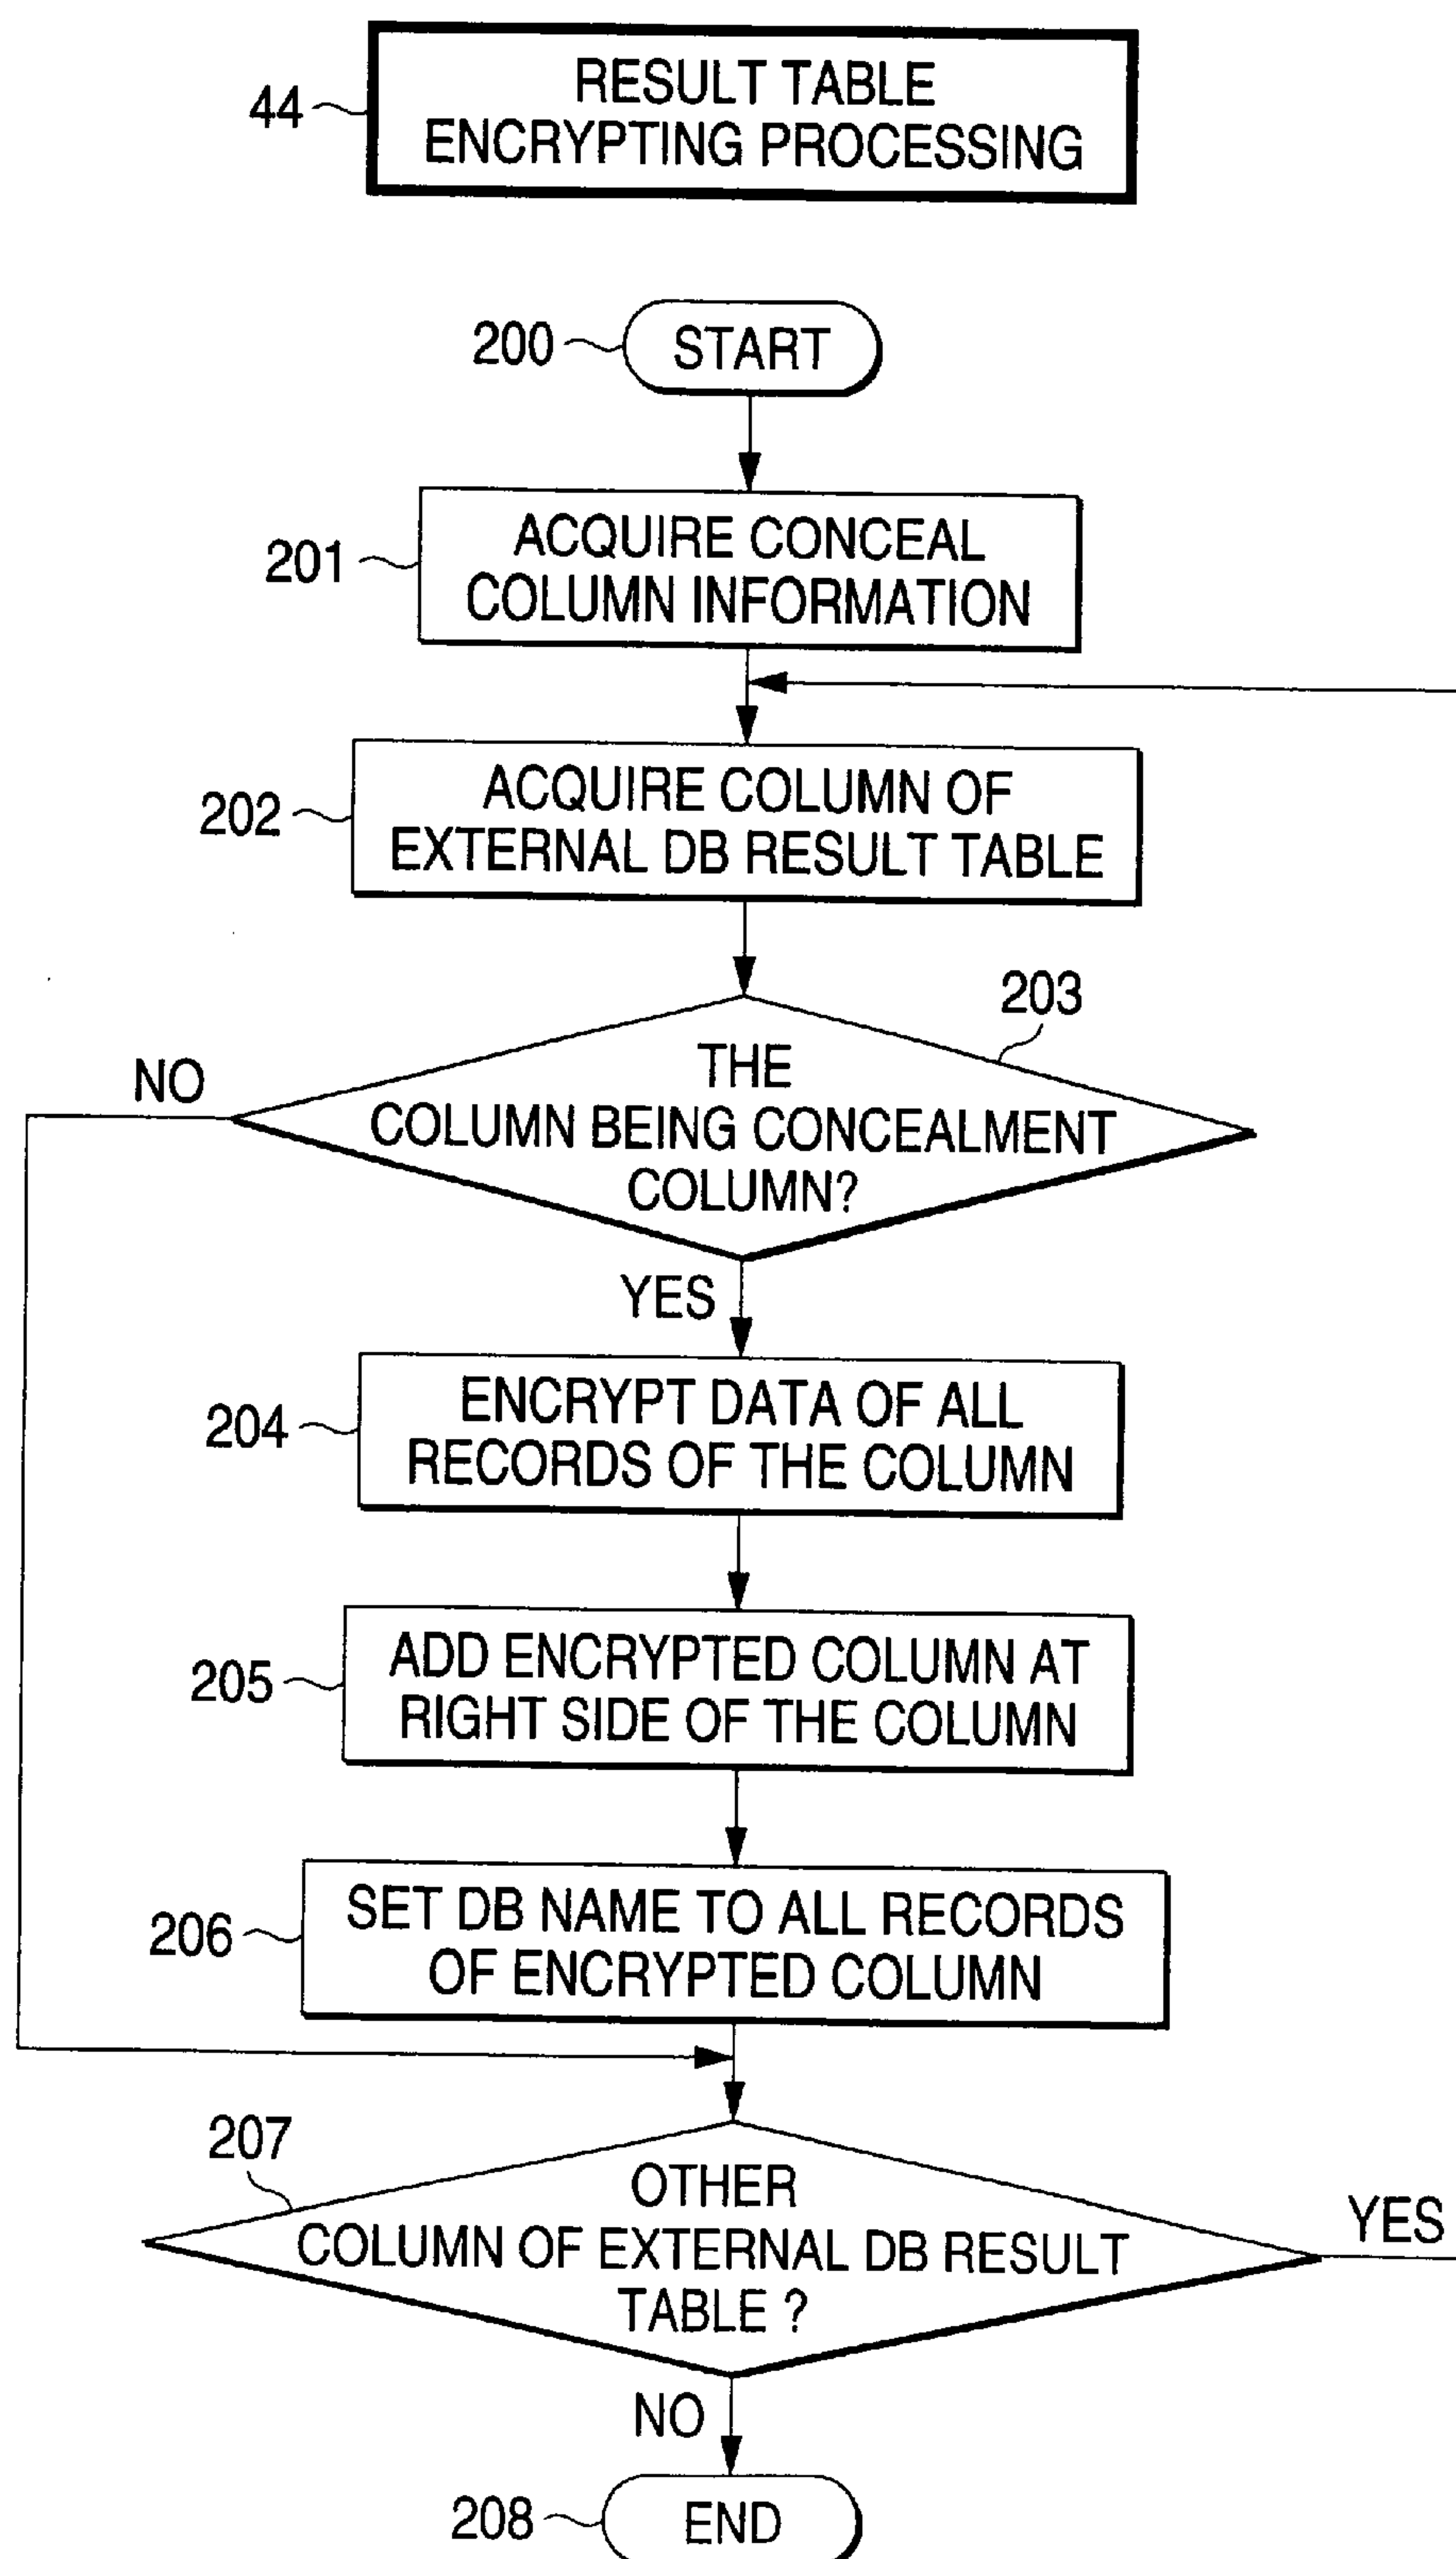 44
RESULT TABLE
ENCRYPTING PROCESSING
200
START
201
ACQUIRE CONCEAL
COLUMN INFORMATION
202
ACQUIRE COLUMN OF
EXTERNAL DB RESULT TABLE
203
NO
THE
COLUMN BEING CONCEALMENT
COLUMN?
YES
204
ENCRYPT DATA OF ALL
RECORDS OF THE COLUMN
205
ADD ENCRYPTED COLUMN AT
RIGHT SIDE OF THE COLUMN
206
SET DB NAME TO ALL RECORDS
OF ENCRYPTED COLUMN
207
OTHER
COLUMN OF EXTERNAL DB RESULT
TABLE ?
YES
NO
208
END